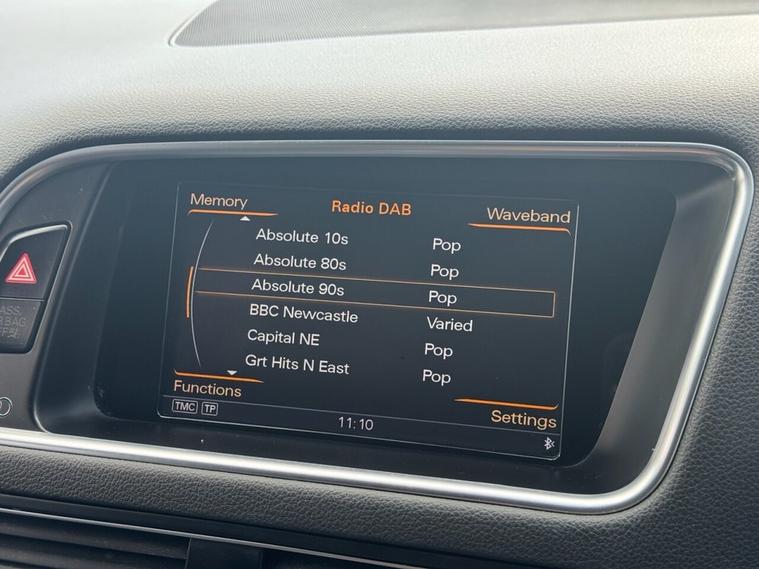 Memory
Radio DAB
Waveband
Absolute 10s Pop
Absolute 80s Pop
Absolute 90s Pop
BBC Newcastle Varied
Capital NE Pop
Grt Hits N East Pop
Functions
Settings
TMC TP
11:10